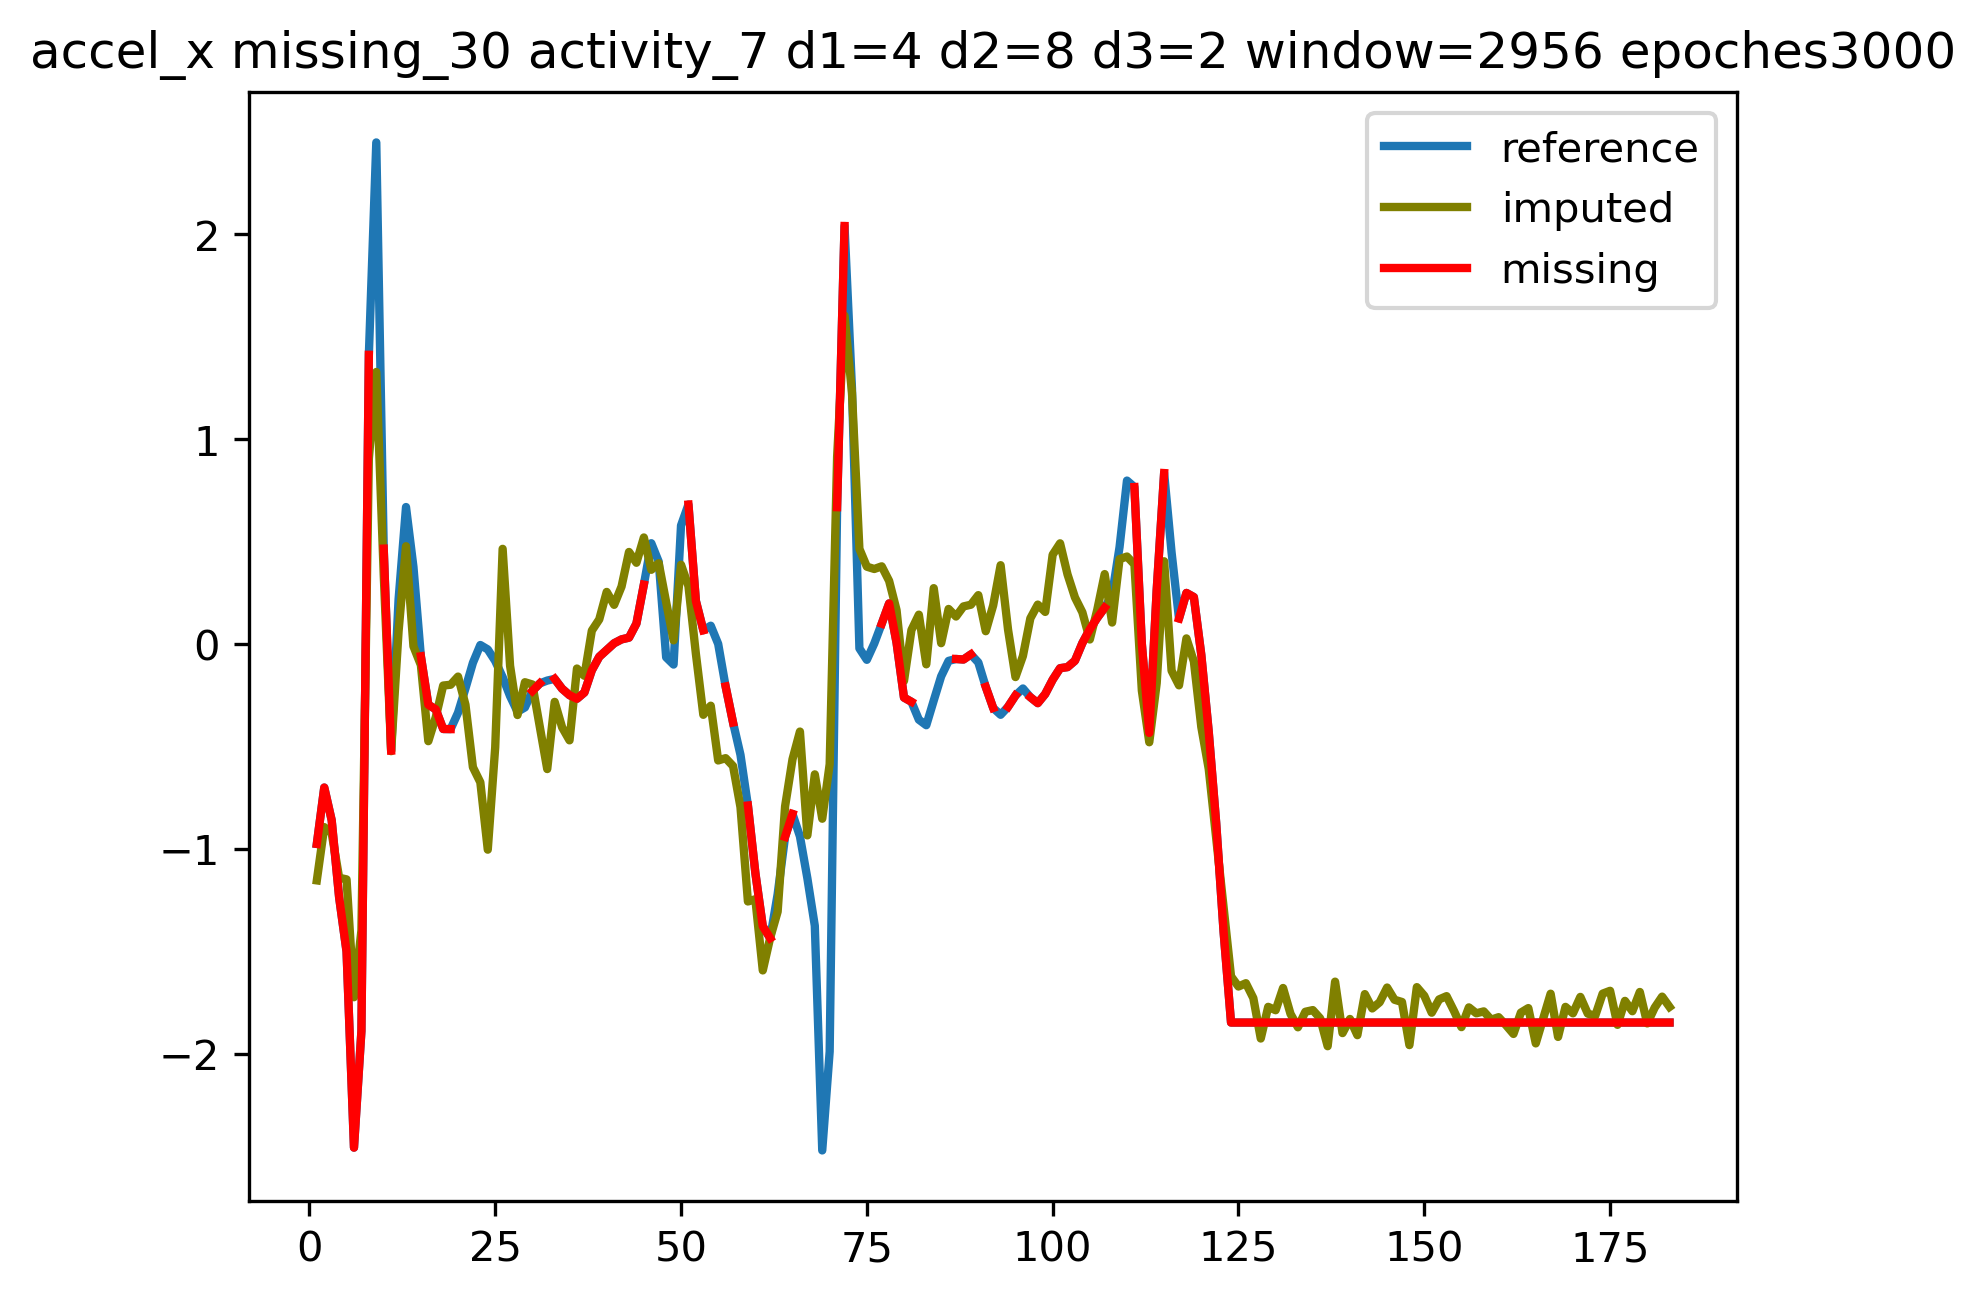 accel_x missing_30 activity_7 d1=4 d2=8 d3=2 window=2956 epoches3000
reference
imputed
missing
2
1
0
−1
−2
0 25 50 75 100 125 150 175